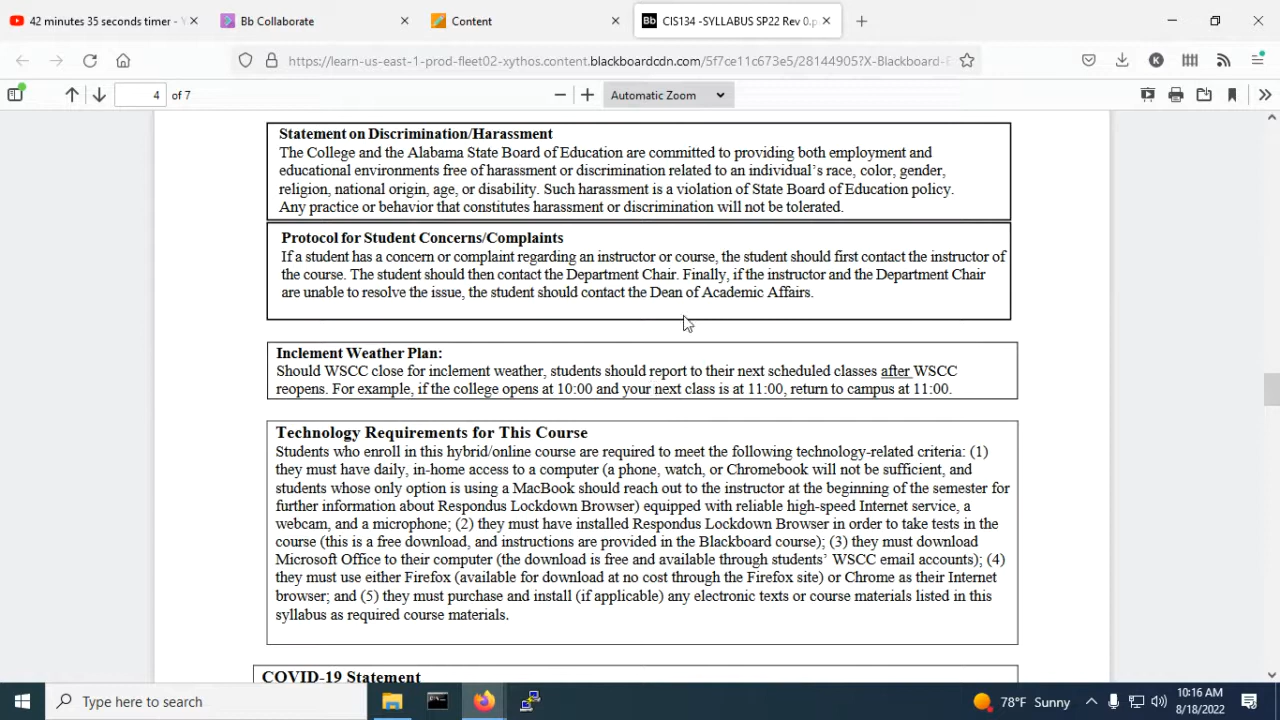 42 minutes 35 seconds timer - Y
Bb Collaborate
Content
Bb CIS134 -SYLLABUS SP22 Rev 0.p
https://learn-us-east-1-prod-fleet02-xythos.content.blackboardcdn.com/5f7ce11c673e5/28144905?X-Blackboard-E
K
4 of 7
Automatic Zoom
Statement on Discrimination/Harassment
The College and the Alabama State Board of Education are committed to providing both employment and
educational environments free of harassment or discrimination related to an individual's race, color, gender,
religion, national origin, age, or disability. Such harassment is a violation of State Board of Education policy.
Any practice or behavior that constitutes harassment or discrimination will not be tolerated.
Protocol for Student Concerns/Complaints
If a student has a concern or complaint regarding an instructor or course, the student should first contact the instructor of
the course. The student should then contact the Department Chair. Finally, if the instructor and the Department Chair
are unable to resolve the issue, the student should contact the Dean of Academic Affairs.
Inclement Weather Plan:
Should WSCC close for inclement weather, students should report to their next scheduled classes after WSCC
reopens. For example, if the college opens at 10:00 and your next class is at 11:00, return to campus at 11:00.
Technology Requirements for This Course
Students who enroll in this hybrid/online course are required to meet the following technology-related criteria: (1)
they must have daily, in-home access to a computer (a phone, watch, or Chromebook will not be sufficient, and
students whose only option is using a MacBook should reach out to the instructor at the beginning of the semester for
further information about Respondus Lockdown Browser) equipped with reliable high-speed Internet service, a
webcam, and a microphone; (2) they must have installed Respondus Lockdown Browser in order to take tests in the
course (this is a free download, and instructions are provided in the Blackboard course); (3) they must download
Microsoft Office to their computer (the download is free and available through students' WSCC email accounts); (4)
they must use either Firefox (available for download at no cost through the Firefox site) or Chrome as their Internet
browser; and (5) they must purchase and install (if applicable) any electronic texts or course materials listed in this
syllabus as required course materials.
COVID-19 Statement
Type here to search
78°F Sunny
10:16 AM
8/18/2022